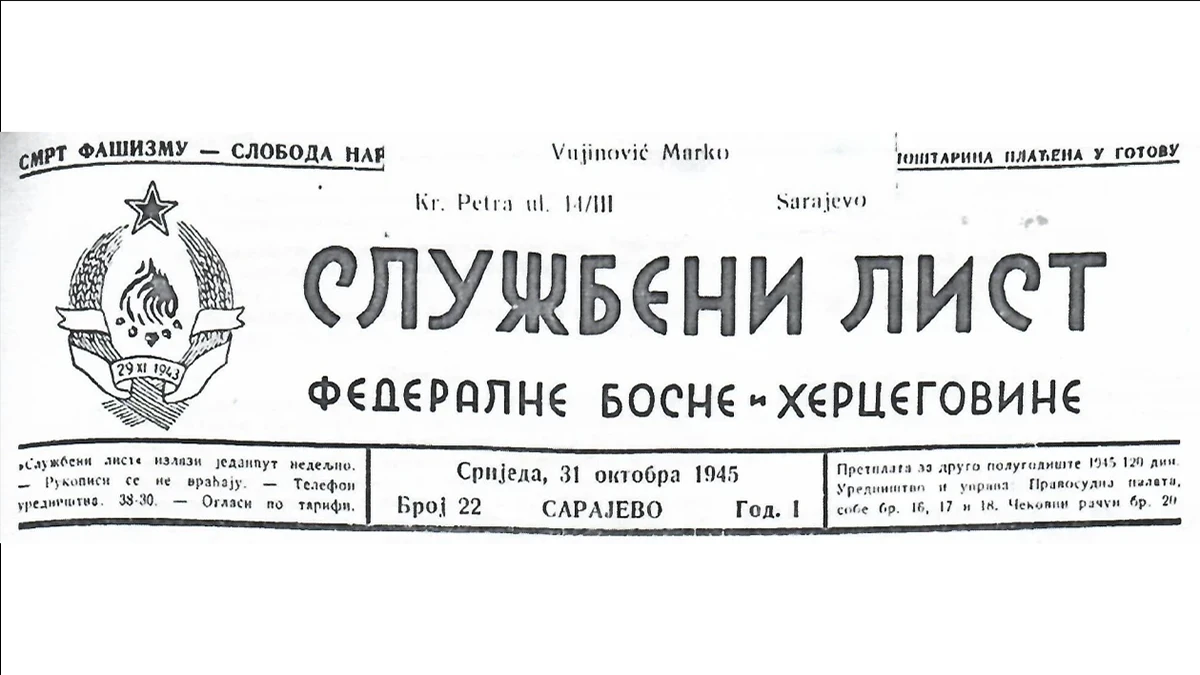 СМРТ ФАШИЗМУ — СЛОБОДА НАР
Vujinović Marko
ПОШТАРИНА ПЛАЋЕНА У ГОТОВУ
Kr. Petra ul. 14/III
Sarajevo
СЛУЖБЕНИ ЛИСТ
ФЕДЕРАЛНЕ БОСНЕ и ХЕРЦЕГОВИНЕ
29 XI 1943
»Службени лист« излази једанпут недељно.
— Рукописи се не враћају. — Телефон
уредништва. 38-30. — Огласи по тарифи.
Сриједа, 31 октобра 1945
Број 22 САРАЈЕВО Год. I
Претплата за друго полугодиште 1945 120 дин.
Уредништво и управа: Правосудна палата,
собе бр. 16, 17 и 18. Чековни рачун бр. 20